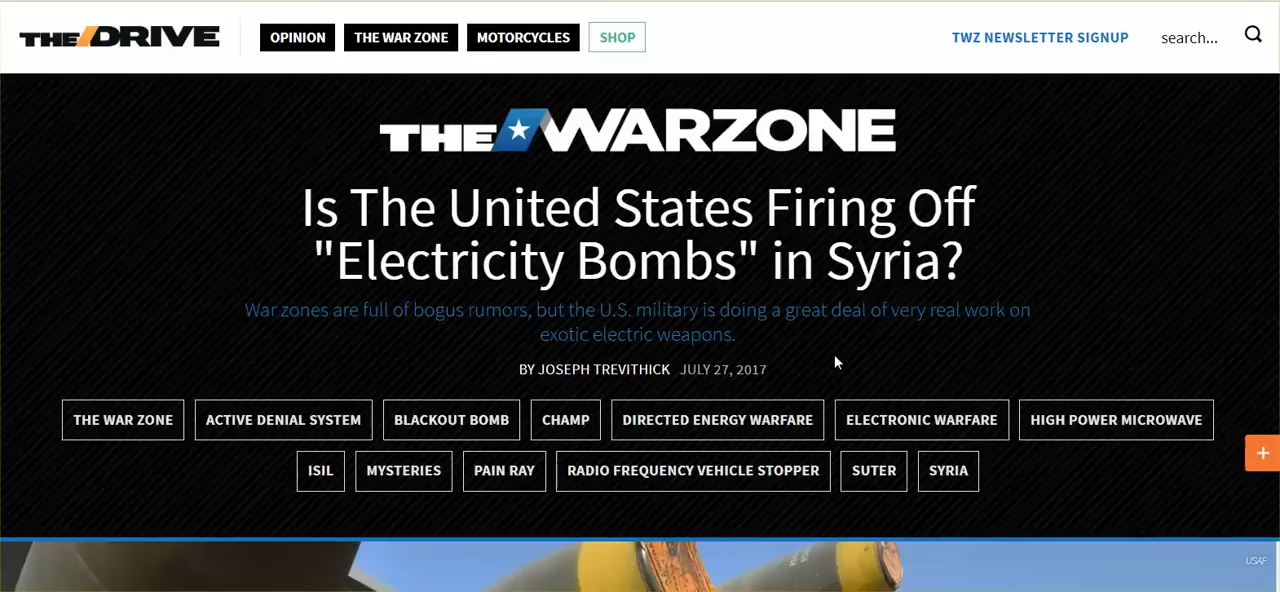 THE DRIVE OPINION THE WAR ZONE MOTORCYCLES SHOP TWZ NEWSLETTER SIGNUP search...
THE WARZONE
Is The United States Firing Off
"Electricity Bombs" in Syria?
War zones are full of bogus rumors, but the U.S. military is doing a great deal of very real work on
exotic electric weapons.
BY JOSEPH TREVITHICK JULY 27, 2017
THE WAR ZONE ACTIVE DENIAL SYSTEM BLACKOUT BOMB CHAMP DIRECTED ENERGY WARFARE ELECTRONIC WARFARE HIGH POWER MICROWAVE
ISIL MYSTERIES PAIN RAY RADIO FREQUENCY VEHICLE STOPPER SUTER SYRIA
+
USAF